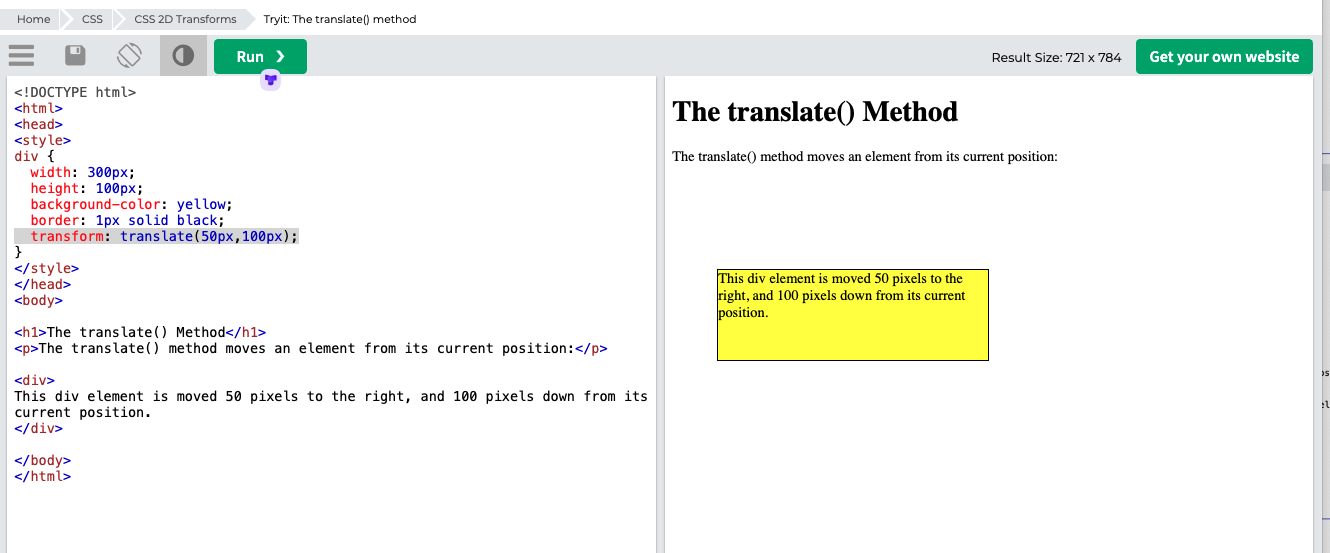 Home CSS CSS 2D Transforms Tryit: The translate() method
Run ❯ Result Size: 721 x 784 Get your own website
<!DOCTYPE html>
<html>
<head>
<style>
div {
  width: 300px;
  height: 100px;
  background-color: yellow;
  border: 1px solid black;
  transform: translate(50px,100px);
}
</style>
</head>
<body>

<h1>The translate() Method</h1>
<p>The translate() method moves an element from its current position:</p>

<div>
This div element is moved 50 pixels to the right, and 100 pixels down from its
current position.
</div>

</body>
</html>
The translate() Method
The translate() method moves an element from its current position:
This div element is moved 50 pixels to the
right, and 100 pixels down from its current
position.